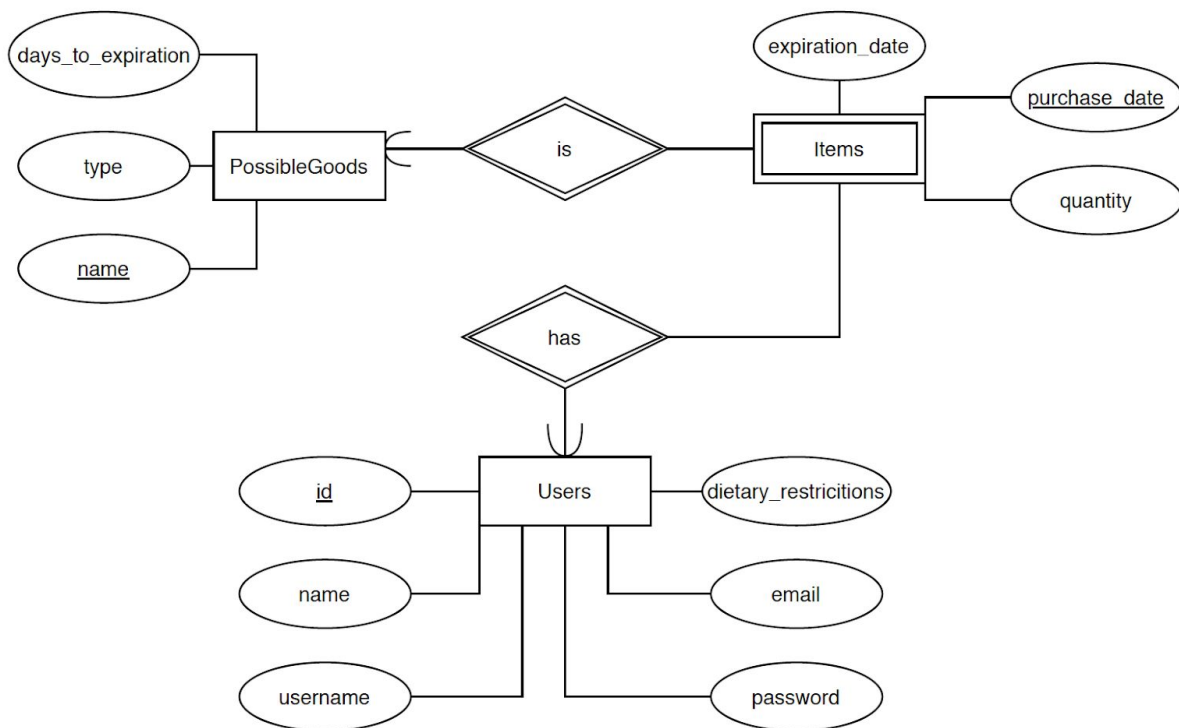 days_to_expiration
expiration_date
purchase_date
type
PossibleGoods
is
Items
name
quantity
has
id
Users
dietary_restricitions
name
email
username
password